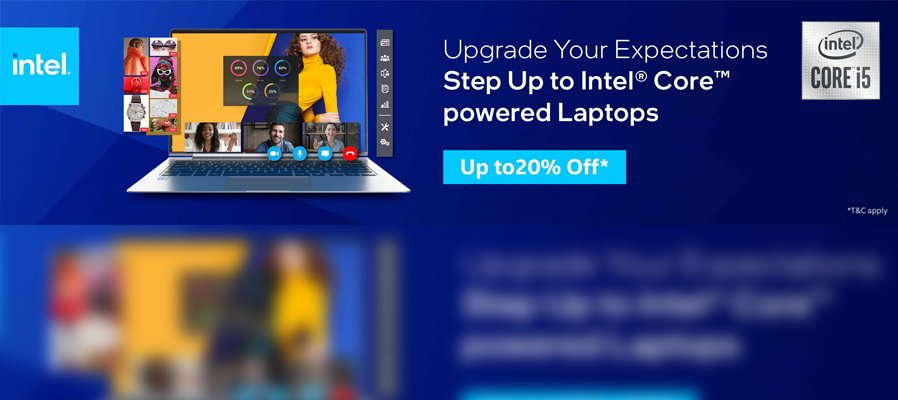 intel.
Upgrade Your Expectations
Step Up to Intel® Core™
powered Laptops
Up to20% Off*
*T&C apply
intel®
CORE i5